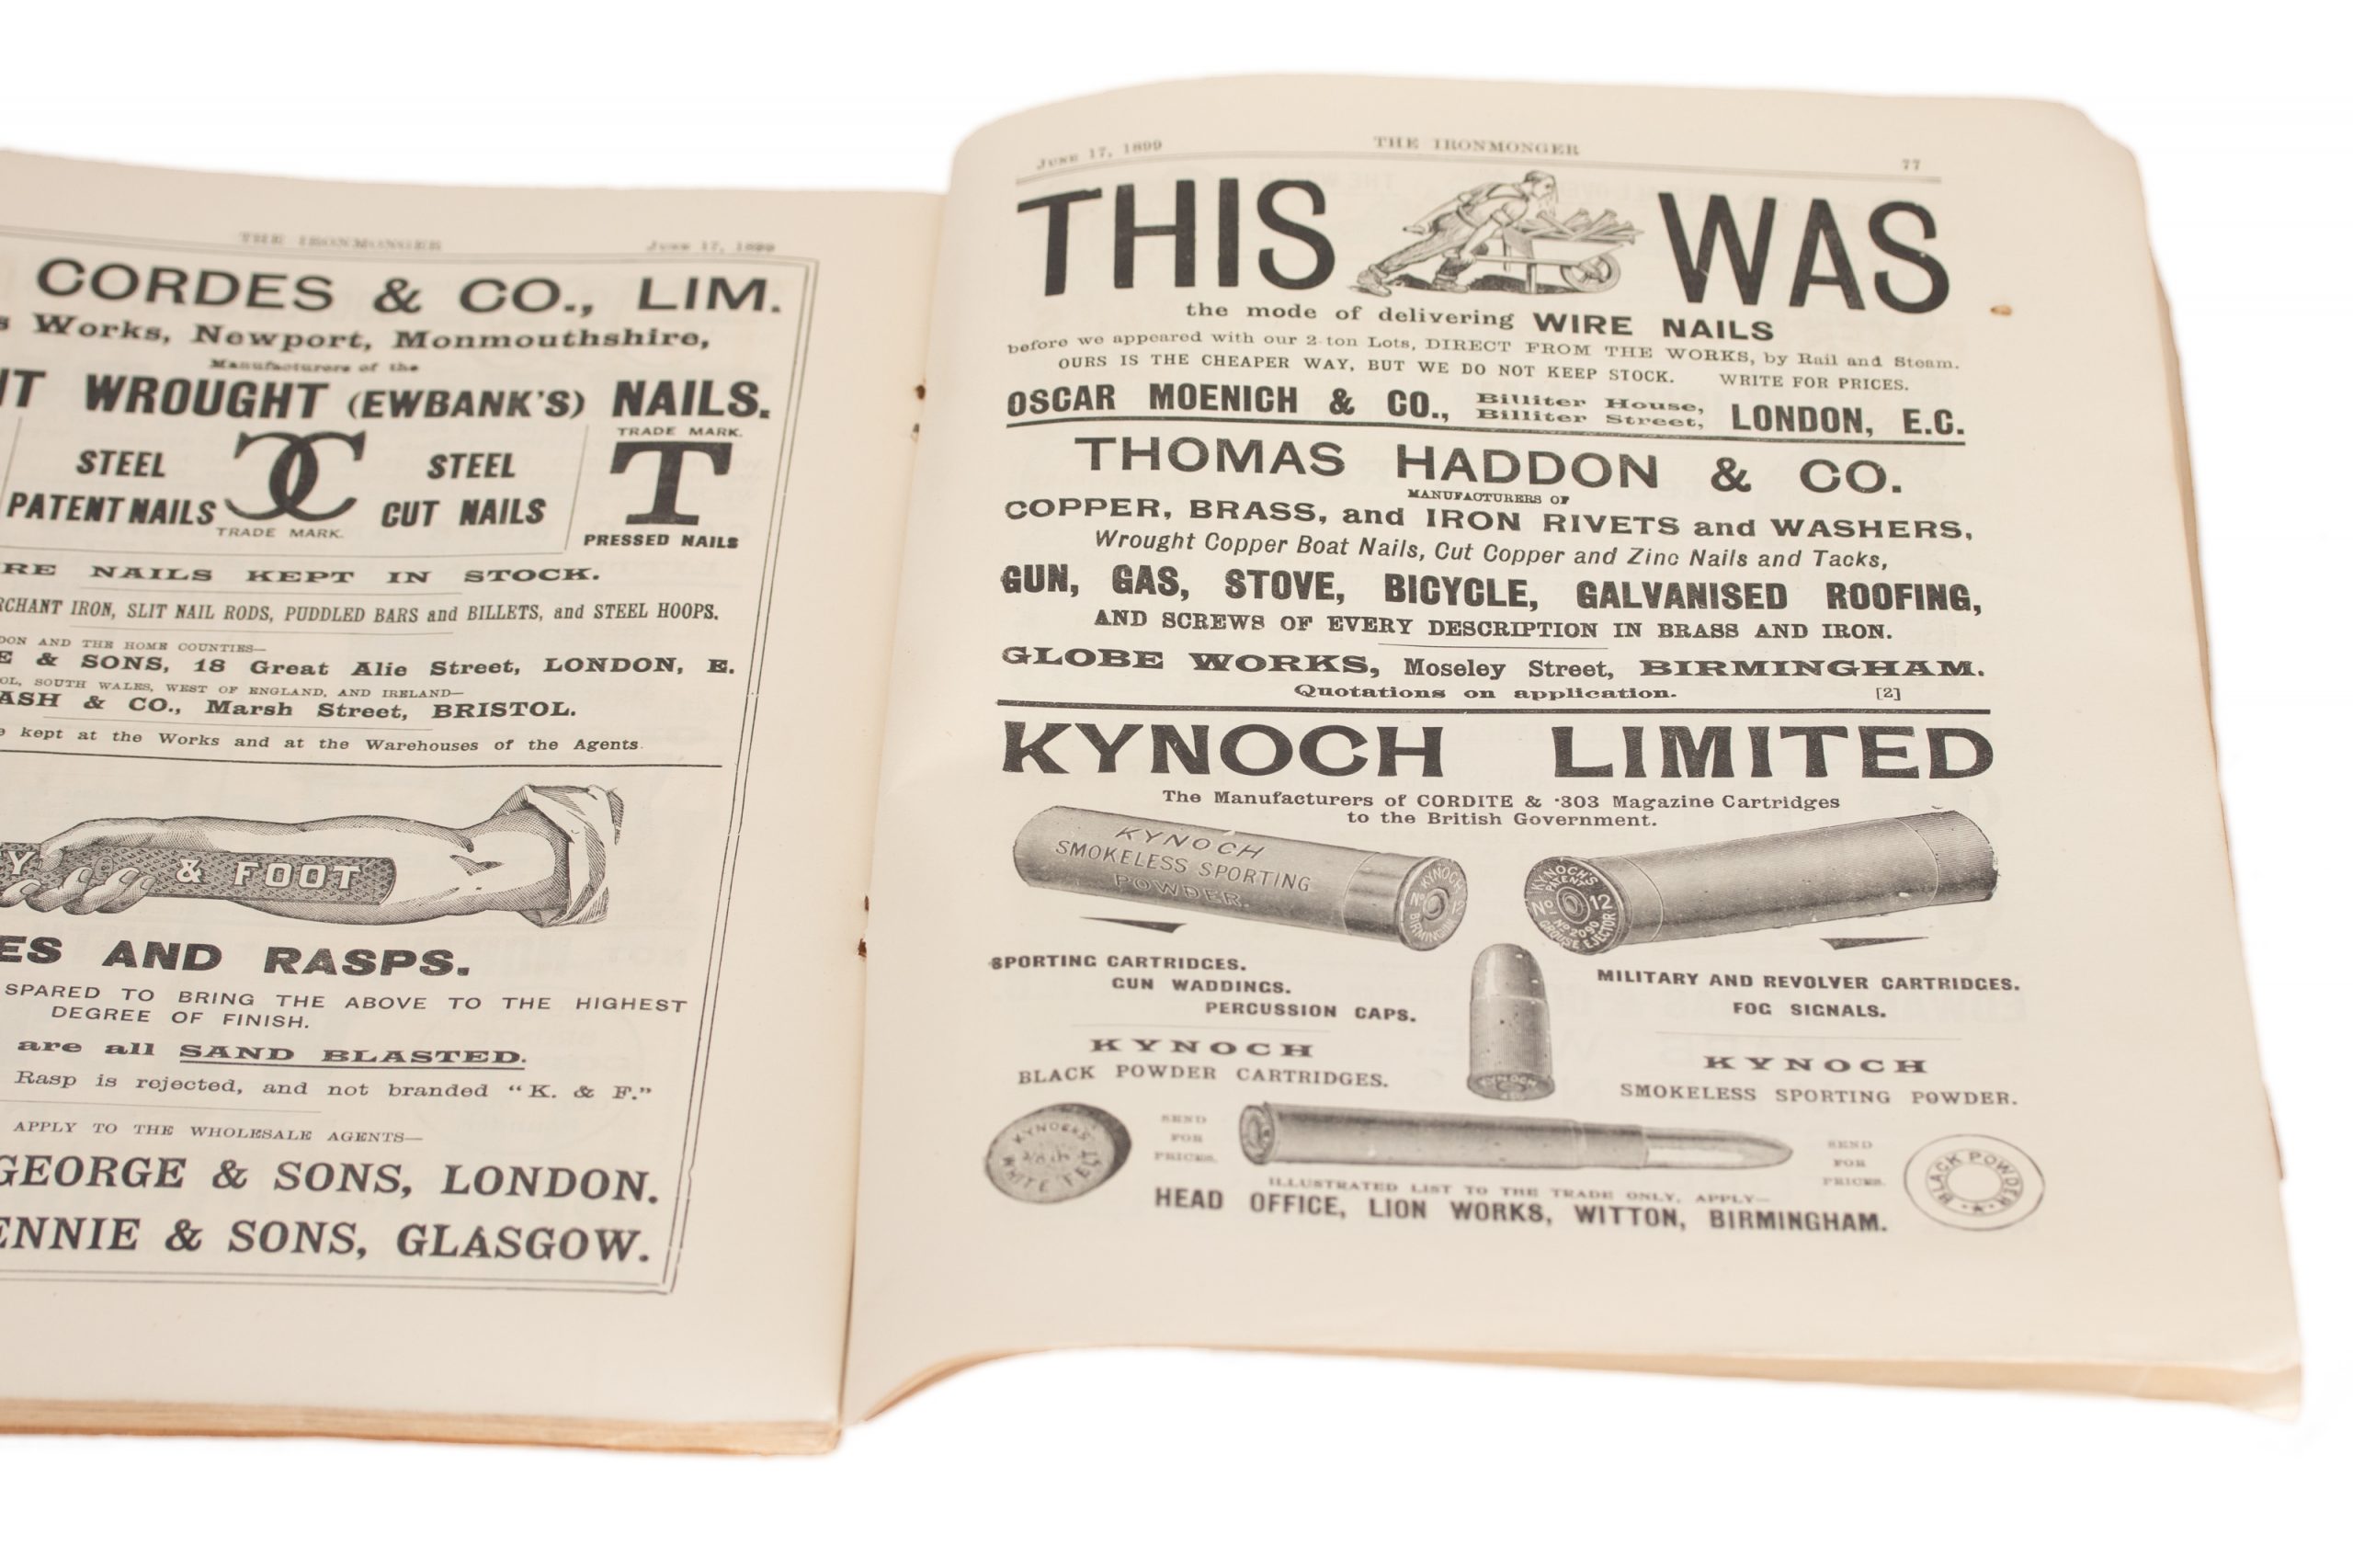 THE IRONMONGER June 17, 1899
CORDES & CO., LIM.
Works, Newport, Monmouthshire,
Manufacturers of the
WROUGHT (EWBANK'S) NAILS.
STEEL
PATENT NAILS
CC
TRADE MARK.
STEEL
CUT NAILS
TRADE MARK.
T
PRESSED NAILS
NAILS KEPT IN STOCK.
IRON, SLIT NAIL RODS, PUDDLED BARS and BILLETS, and STEEL HOOPS.
AND THE HOME COUNTIES—
& SONS, 18 Great Alie Street, LONDON, E.
SOUTH WALES, WEST OF ENGLAND, AND IRELAND—
& CO., Marsh Street, BRISTOL.
kept at the Works and at the Warehouses of the Agents.
& FOOT
AND RASPS.
SPARED TO BRING THE ABOVE TO THE HIGHEST
DEGREE OF FINISH.
are all SAND BLASTED.
Rasp is rejected, and not branded "K. & F."
APPLY TO THE WHOLESALE AGENTS—
GEORGE & SONS, LONDON.
& SONS, GLASGOW.
June 17, 1899 THE IRONMONGER 77
THIS WAS
the mode of delivering WIRE NAILS
before we appeared with our 2-ton Lots, DIRECT FROM THE WORKS, by Rail and Steam.
OURS IS THE CHEAPER WAY, BUT WE DO NOT KEEP STOCK. WRITE FOR PRICES.
OSCAR MOENICH & CO., Billiter House, Billiter Street, LONDON, E.C.
THOMAS HADDON & CO.
MANUFACTURERS OF
COPPER, BRASS, and IRON RIVETS and WASHERS,
Wrought Copper Boat Nails, Cut Copper and Zinc Nails and Tacks,
GUN, GAS, STOVE, BICYCLE, GALVANISED ROOFING,
AND SCREWS OF EVERY DESCRIPTION IN BRASS AND IRON.
GLOBE WORKS, Moseley Street, BIRMINGHAM.
Quotations on application. [2]
KYNOCH LIMITED
The Manufacturers of CORDITE & ·303 Magazine Cartridges
to the British Government.
KYNOCH
SMOKELESS SPORTING
POWDER.
KYNOCH No 12 BIRMINGHAM
KYNOCH'S PATENT No 12 No 2090 GROUSE EJECTOR
SPORTING CARTRIDGES.
GUN WADDINGS.
PERCUSSION CAPS.
MILITARY AND REVOLVER CARTRIDGES.
FOG SIGNALS.
KYNOCH
BLACK POWDER CARTRIDGES.
KYNOCH
SMOKELESS SPORTING POWDER.
KYNOCH'S WHITE FELT
SEND
FOR
PRICES.
SEND
FOR
PRICES.
BLACK POWDER
ILLUSTRATED LIST TO THE TRADE ONLY, APPLY—
HEAD OFFICE, LION WORKS, WITTON, BIRMINGHAM.